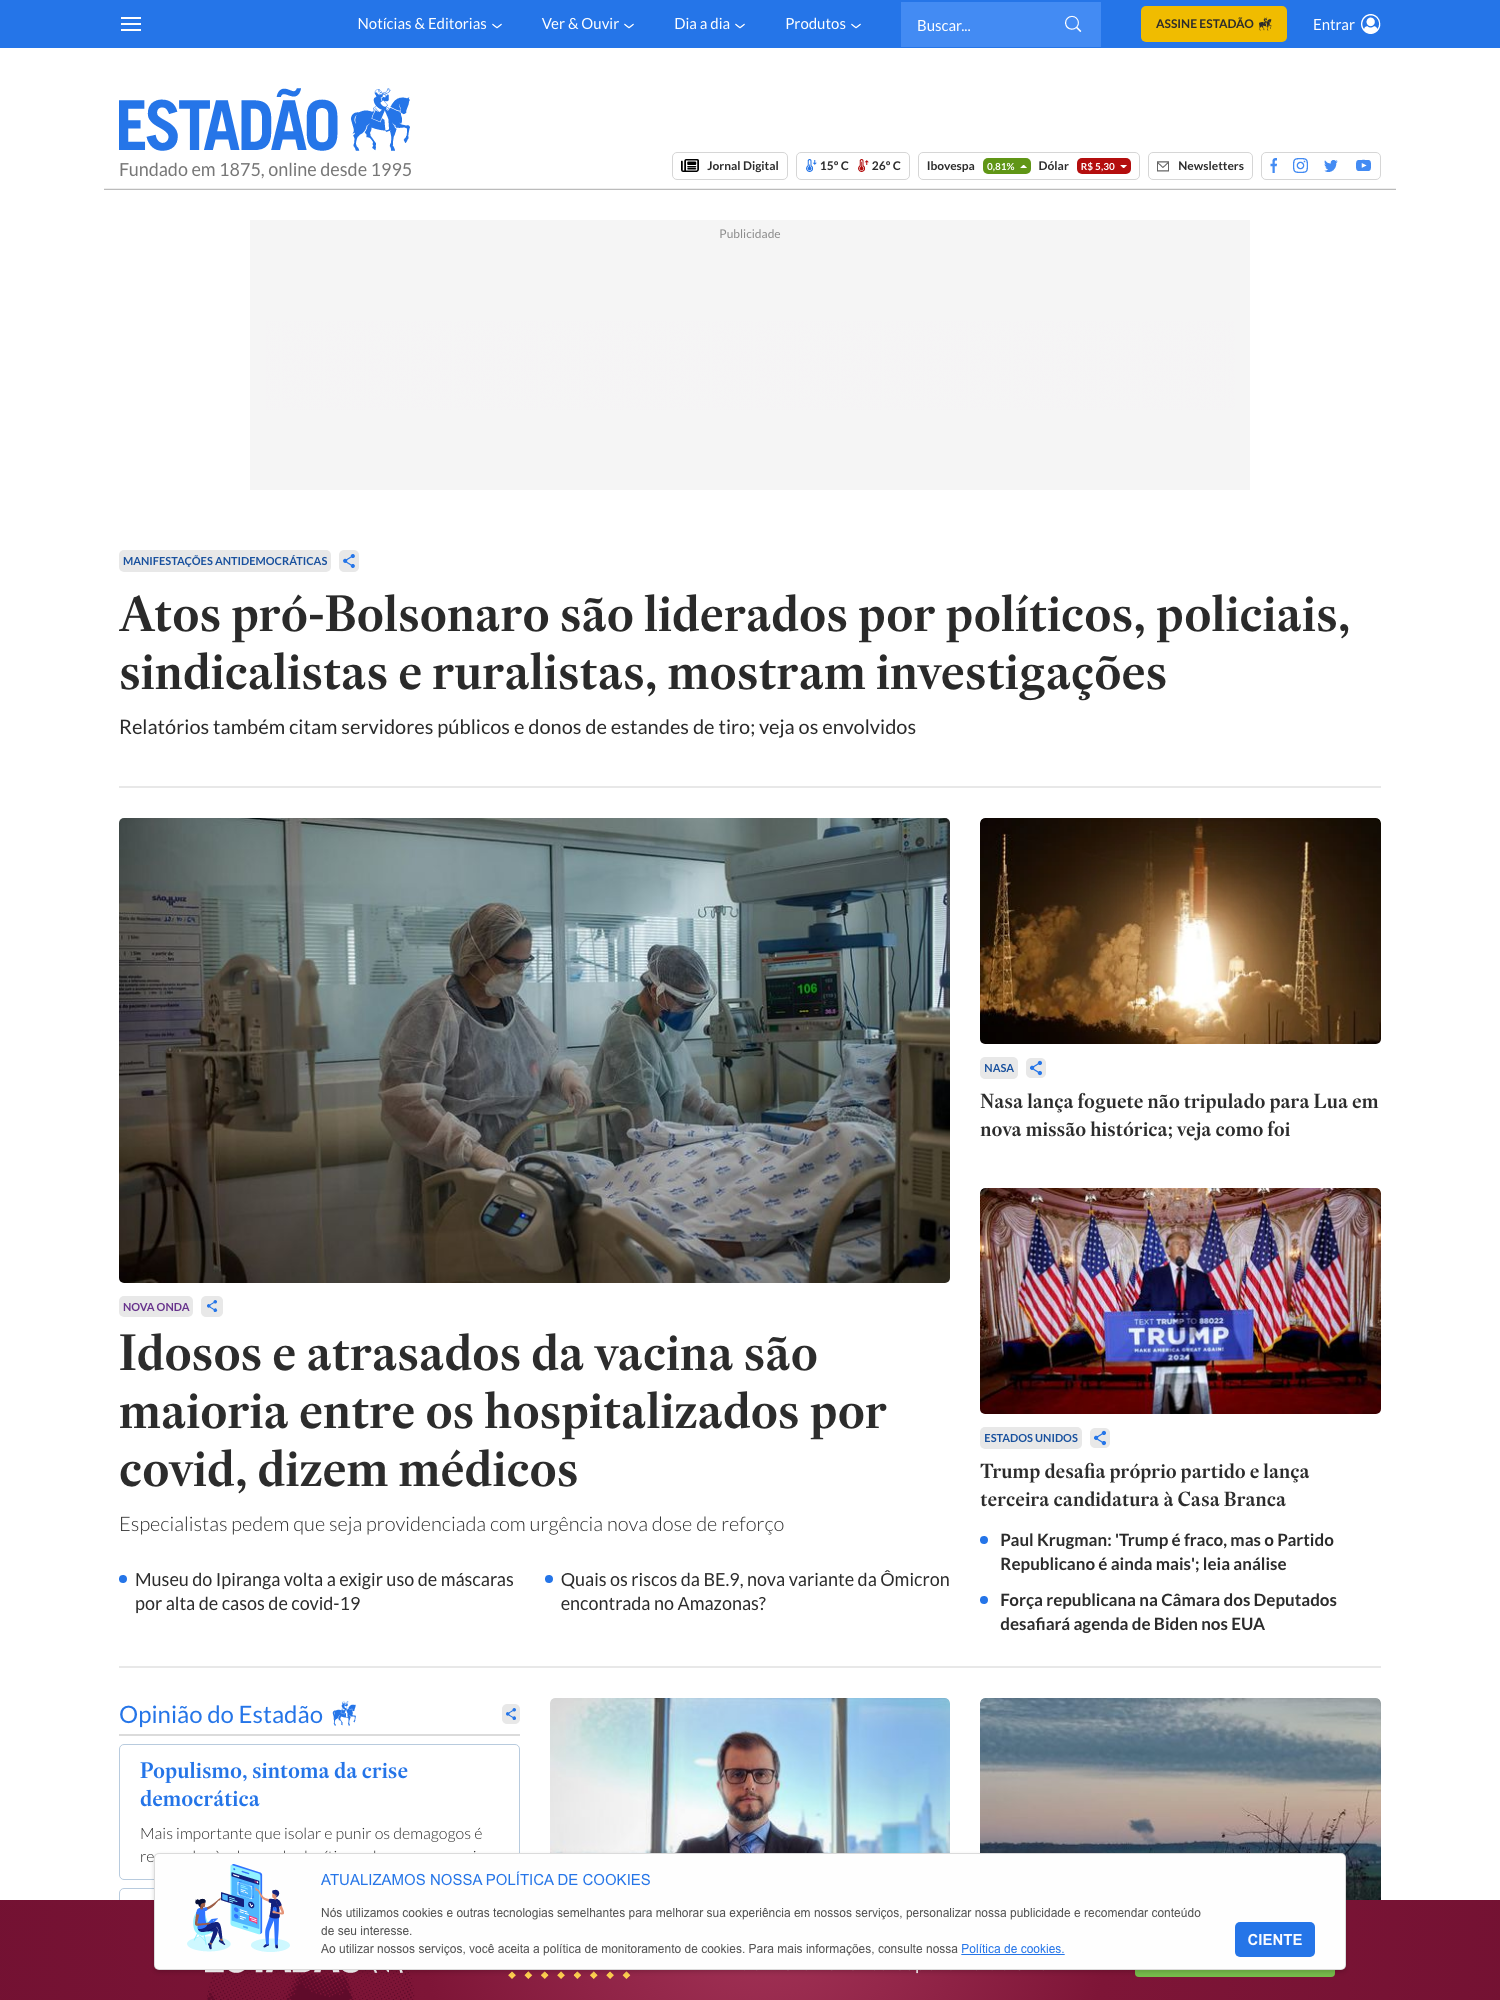 Notícias & Editorias
Ver & Ouvir
Dia a dia
Produtos
Buscar...
ASSINE ESTADÃO
Entrar
ESTADÃO
Fundado em 1875, online desde 1995
Jornal Digital
15º C
26º C
Ibovespa
0,81%
Dólar
R$ 5,30
Newsletters
Publicidade
MANIFESTAÇÕES ANTIDEMOCRÁTICAS
Atos pró-Bolsonaro são liderados por políticos, policiais,
sindicalistas e ruralistas, mostram investigações
Relatórios também citam servidores públicos e donos de estandes de tiro; veja os envolvidos
SÃO LUIZ
106
NOVA ONDA
Idosos e atrasados da vacina são
maioria entre os hospitalizados por
covid, dizem médicos
Especialistas pedem que seja providenciada com urgência nova dose de reforço
Museu do Ipiranga volta a exigir uso de máscaras
por alta de casos de covid-19
Quais os riscos da BE.9, nova variante da Ômicron
encontrada no Amazonas?
NASA
Nasa lança foguete não tripulado para Lua em
nova missão histórica; veja como foi
TEXT TRUMP TO 88022
TRUMP
MAKE AMERICA GREAT AGAIN!
2024
ESTADOS UNIDOS
Trump desafia próprio partido e lança
terceira candidatura à Casa Branca
Paul Krugman: 'Trump é fraco, mas o Partido
Republicano é ainda mais'; leia análise
Força republicana na Câmara dos Deputados
desafiará agenda de Biden nos EUA
Opinião do Estadão
Populismo, sintoma da crise
democrática
Mais importante que isolar e punir os demagogos é
ATUALIZAMOS NOSSA POLÍTICA DE COOKIES
Nós utilizamos cookies e outras tecnologias semelhantes para melhorar sua experiência em nossos serviços, personalizar nossa publicidade e recomendar conteúdo
de seu interesse.
Ao utilizar nossos serviços, você aceita a política de monitoramento de cookies. Para mais informações, consulte nossa Política de cookies.
CIENTE
ESTADÃO